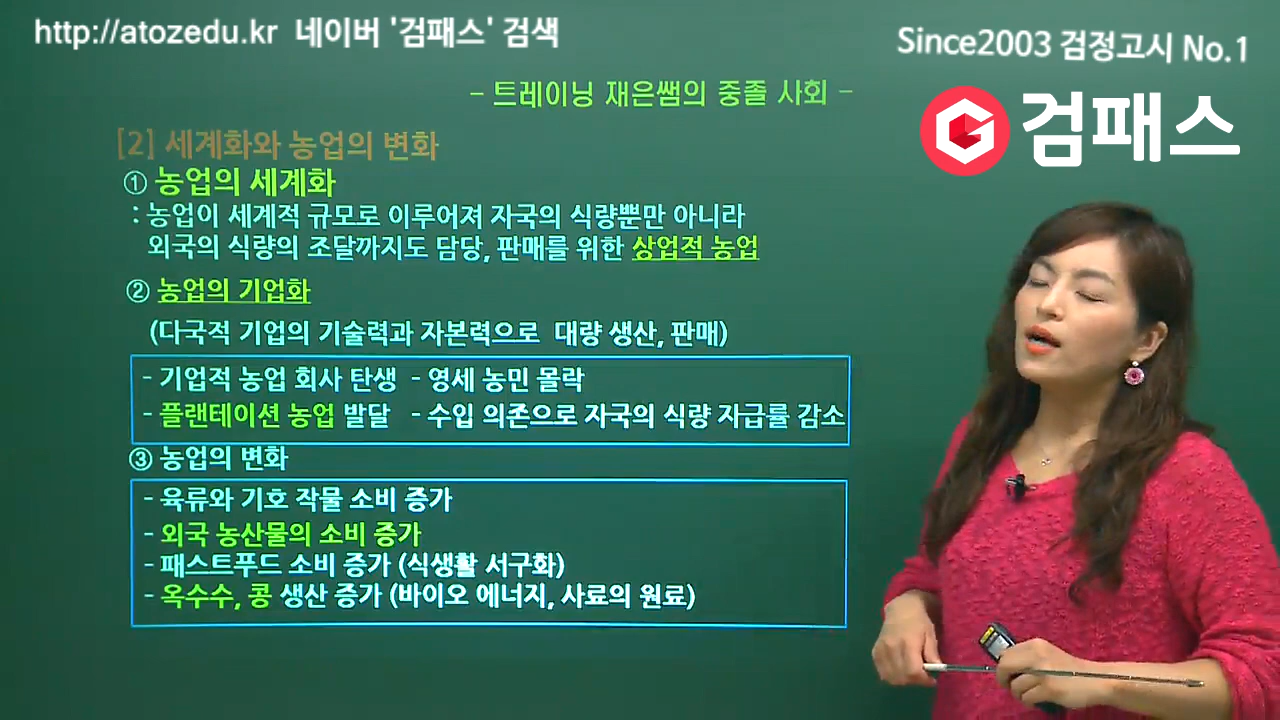 http://atozedu.kr 네이버 '검패스' 검색
Since2003 검정고시 No.1
검패스
- 트레이닝 재은쌤의 중졸 사회 -
[2] 세계화와 농업의 변화
① 농업의 세계화
: 농업이 세계적 규모로 이루어져 자국의 식량뿐만 아니라
외국의 식량의 조달까지도 담당, 판매를 위한 상업적 농업
② 농업의 기업화
(다국적 기업의 기술력과 자본력으로 대량 생산, 판매)
- 기업적 농업 회사 탄생 - 영세 농민 몰락
- 플랜테이션 농업 발달 - 수입 의존으로 자국의 식량 자급률 감소
③ 농업의 변화
- 육류와 기호 작물 소비 증가
- 외국 농산물의 소비 증가
- 패스트푸드 소비 증가 (식생활 서구화)
- 옥수수, 콩 생산 증가 (바이오 에너지, 사료의 원료)